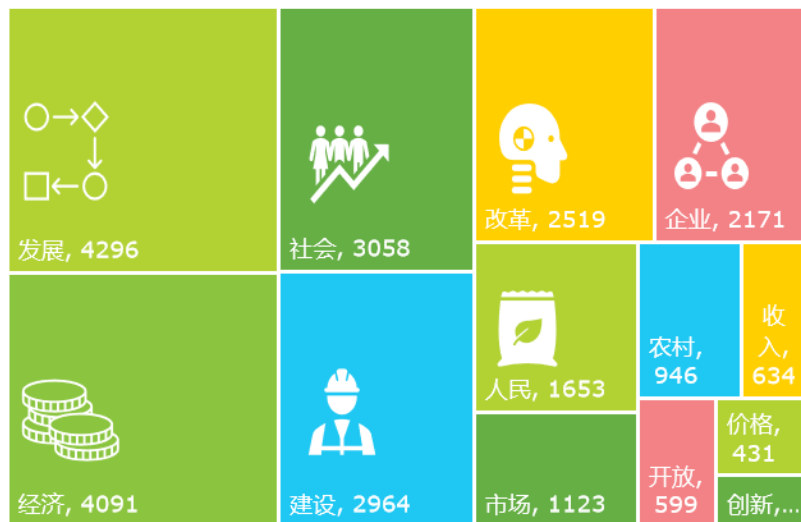 发展, 4296
社会, 3058
改革, 2519
企业, 2171
经济, 4091
建设, 2964
人民, 1653
市场, 1123
农村,
946
收
入,
634
开放,
599
价格,
431
创新,...